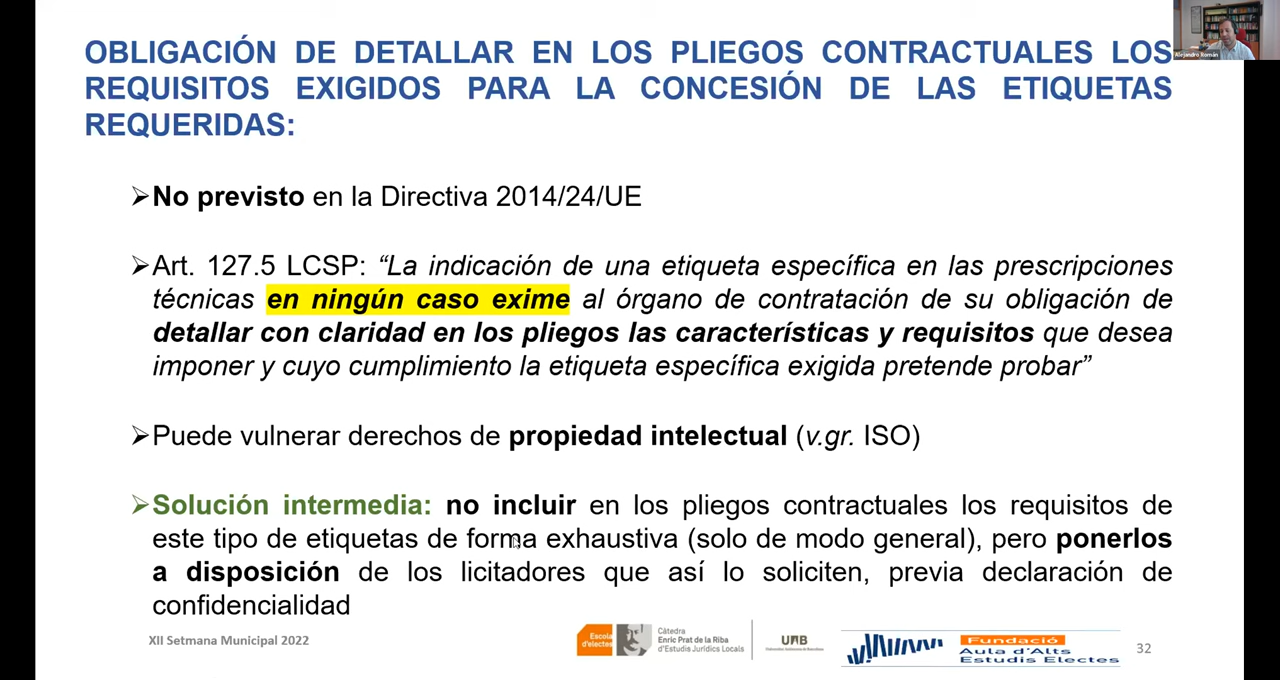 Alejandro Román
OBLIGACIÓN DE DETALLAR EN LOS PLIEGOS CONTRACTUALES LOS
REQUISITOS EXIGIDOS PARA LA CONCESIÓN DE LAS ETIQUETAS
REQUERIDAS:
➢No previsto en la Directiva 2014/24/UE
➢Art. 127.5 LCSP: “La indicación de una etiqueta específica en las prescripciones
técnicas en ningún caso exime al órgano de contratación de su obligación de
detallar con claridad en los pliegos las características y requisitos que desea
imponer y cuyo cumplimiento la etiqueta específica exigida pretende probar”
➢Puede vulnerar derechos de propiedad intelectual (v.gr. ISO)
➢Solución intermedia: no incluir en los pliegos contractuales los requisitos de
este tipo de etiquetas de forma exhaustiva (solo de modo general), pero ponerlos
a disposición de los licitadores que así lo soliciten, previa declaración de
confidencialidad
XII Setmana Municipal 2022
Escola
d'electes
Càtedra
Enric Prat de la Riba
d'Estudis Jurídics Locals
UAB
Universitat Autònoma de Barcelona
Fundació
Aula d'Alts
Estudis Electes
32